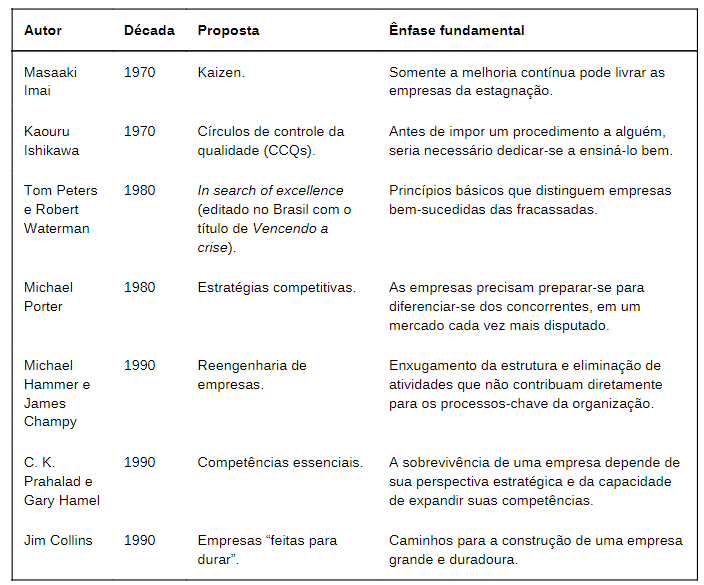 Autor Década Proposta Ênfase fundamental
Masaaki 1970 Kaizen. Somente a melhoria contínua pode livrar as
Imai empresas da estagnação.
Kaouru 1970 Círculos de controle da Antes de impor um procedimento a alguém,
Ishikawa qualidade (CCQs). seria necessário dedicar-se a ensiná-lo bem.
Tom Peters 1980 In search of excellence Princípios básicos que distinguem empresas
e Robert (editado no Brasil com o bem-sucedidas das fracassadas.
Waterman título de Vencendo a
crise).
Michael 1980 Estratégias competitivas. As empresas precisam preparar-se para
Porter diferenciar-se dos concorrentes, em um
mercado cada vez mais disputado.
Michael 1990 Reengenharia de Enxugamento da estrutura e eliminação de
Hammer e empresas. atividades que não contribuam diretamente
James para os processos-chave da organização.
Champy
C. K. 1990 Competências essenciais. A sobrevivência de uma empresa depende de
Prahalad e sua perspectiva estratégica e da capacidade
Gary Hamel de expandir suas competências.
Jim Collins 1990 Empresas “feitas para Caminhos para a construção de uma empresa
durar”. grande e duradoura.